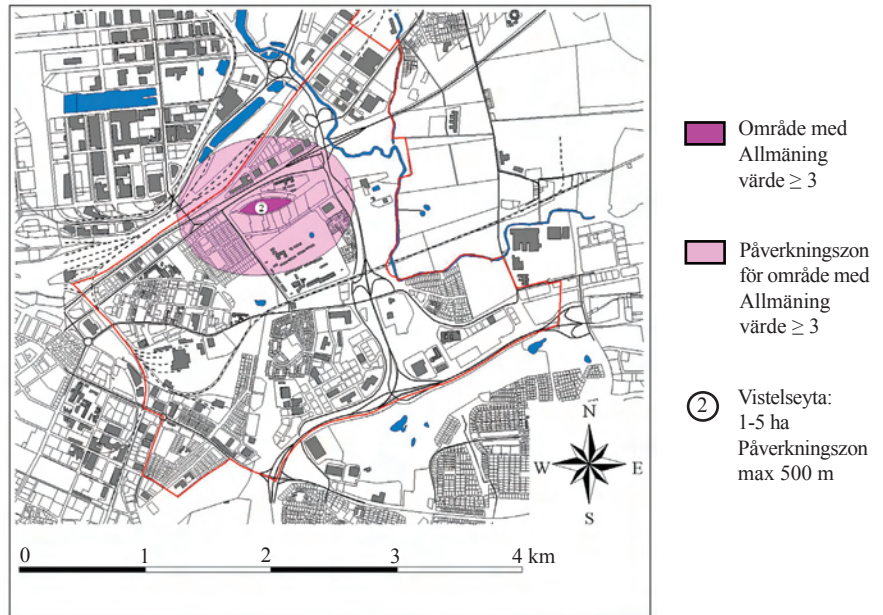 2
N
W E
S
0 1 2 3 4 km
Område med
Allmäning
värde ≥ 3
Påverkningszon
för område med
Allmäning
värde ≥ 3
2 Vistelseyta:
1-5 ha
Påverkningszon
max 500 m